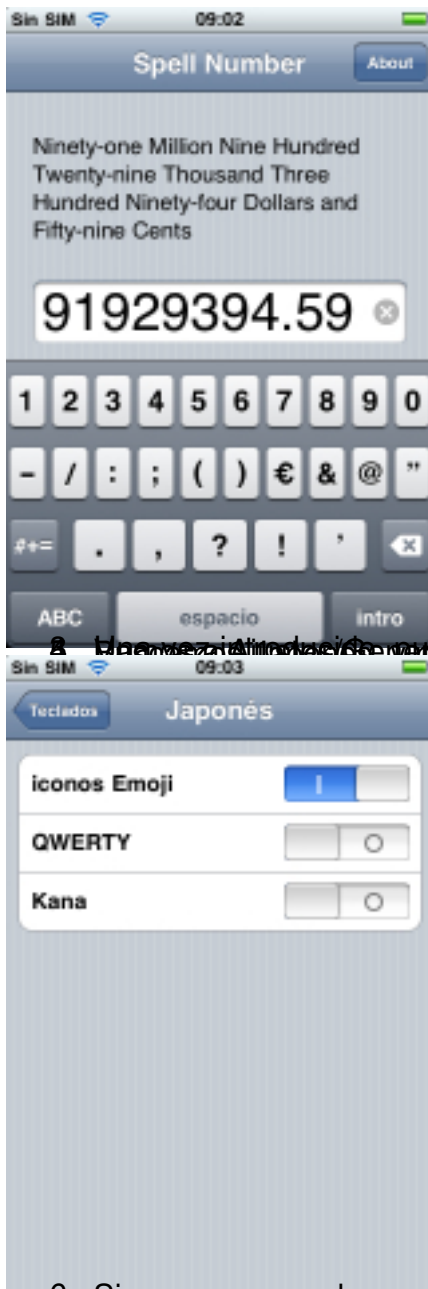 Sin SIM 09:02
Spell Number About
Ninety-one Million Nine Hundred
Twenty-nine Thousand Three
Hundred Ninety-four Dollars and
Fifty-nine Cents
91929394.59
1 2 3 4 5 6 7 8 9 0
- / : ; ( ) € & @ "
#+= . , ? ! '
ABC espacio intro
Sin SIM 09:03
Teclados Japonés
iconos Emoji
QWERTY
Kana